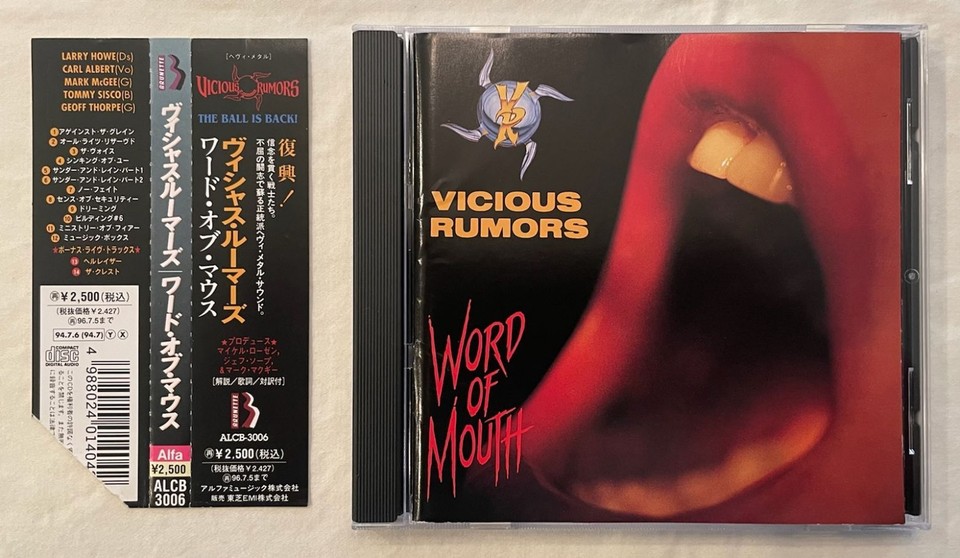 LARRY HOWE(Ds)
CARL ALBERT(Vo)
MARK McGEE(G)
TOMMY SISCO(B)
GEOFF THORPE(G)
1 アゲインスト・ザ・グレイン
2 オール・ライツ・リザーヴド
3 ザ・ヴォイス
4 シンキング・オブ・ユー
5 サンダー・アンド・レイン・パート1
6 サンダー・アンド・レイン・パート2
7 ノー・フェイト
8 センス・オブ・セキュリティー
9 ドリーミング
10 ビルディング#6
11 ミニストリー・オブ・フィアー
12 ミュージック・ボックス
★ボーナス・ライヴ・トラックス★
13 ヘルレイザー
14 ザ・クレスト
再¥2,500(税込)
(税抜価格¥2,427)
再96.7.5まで
94.7.6 (94.7) Y X
COMPACT
disc
DIGITAL AUDIO
4 988024 01404
ROUNETTE
ヴィシャス・ルーマーズ
ワード・オブ・マウス
Alfa
¥2,500
ALCB
3006
[ヘヴィ・メタル]
VICIOUS RUMORS
THE BALL IS BACK!
復興!
信念を貫く戦士たち。
不屈の闘志で蘇る正統派ヘヴィ・メタル・サウンド。
ヴィシャス・ルーマーズ
ワード・オブ・マウス
★プロデュース★
マイケル・ローゼン,
ジェフ・ソープ,
&マーク・マクギー
[解説/歌詞/対訳付]
ALCB-3006
再¥2,500(税込)
(税抜価格¥2,427)
再96.7.5まで
アルファミュージック株式会社
販売 東芝EMI株式会社
VR
VICIOUS
RUMORS
WORD
OF
MOUTH